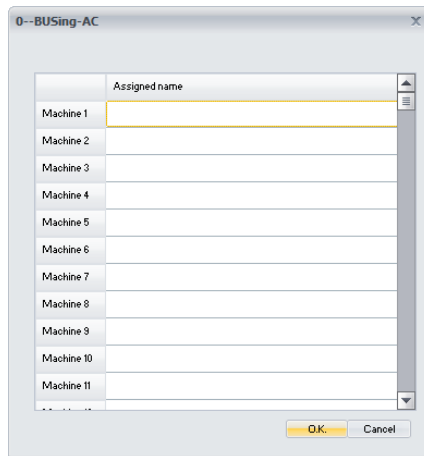 0--BUSing-AC x
Assigned name
Machine 1
Machine 2
Machine 3
Machine 4
Machine 5
Machine 6
Machine 7
Machine 8
Machine 9
Machine 10
Machine 11
O.K. Cancel